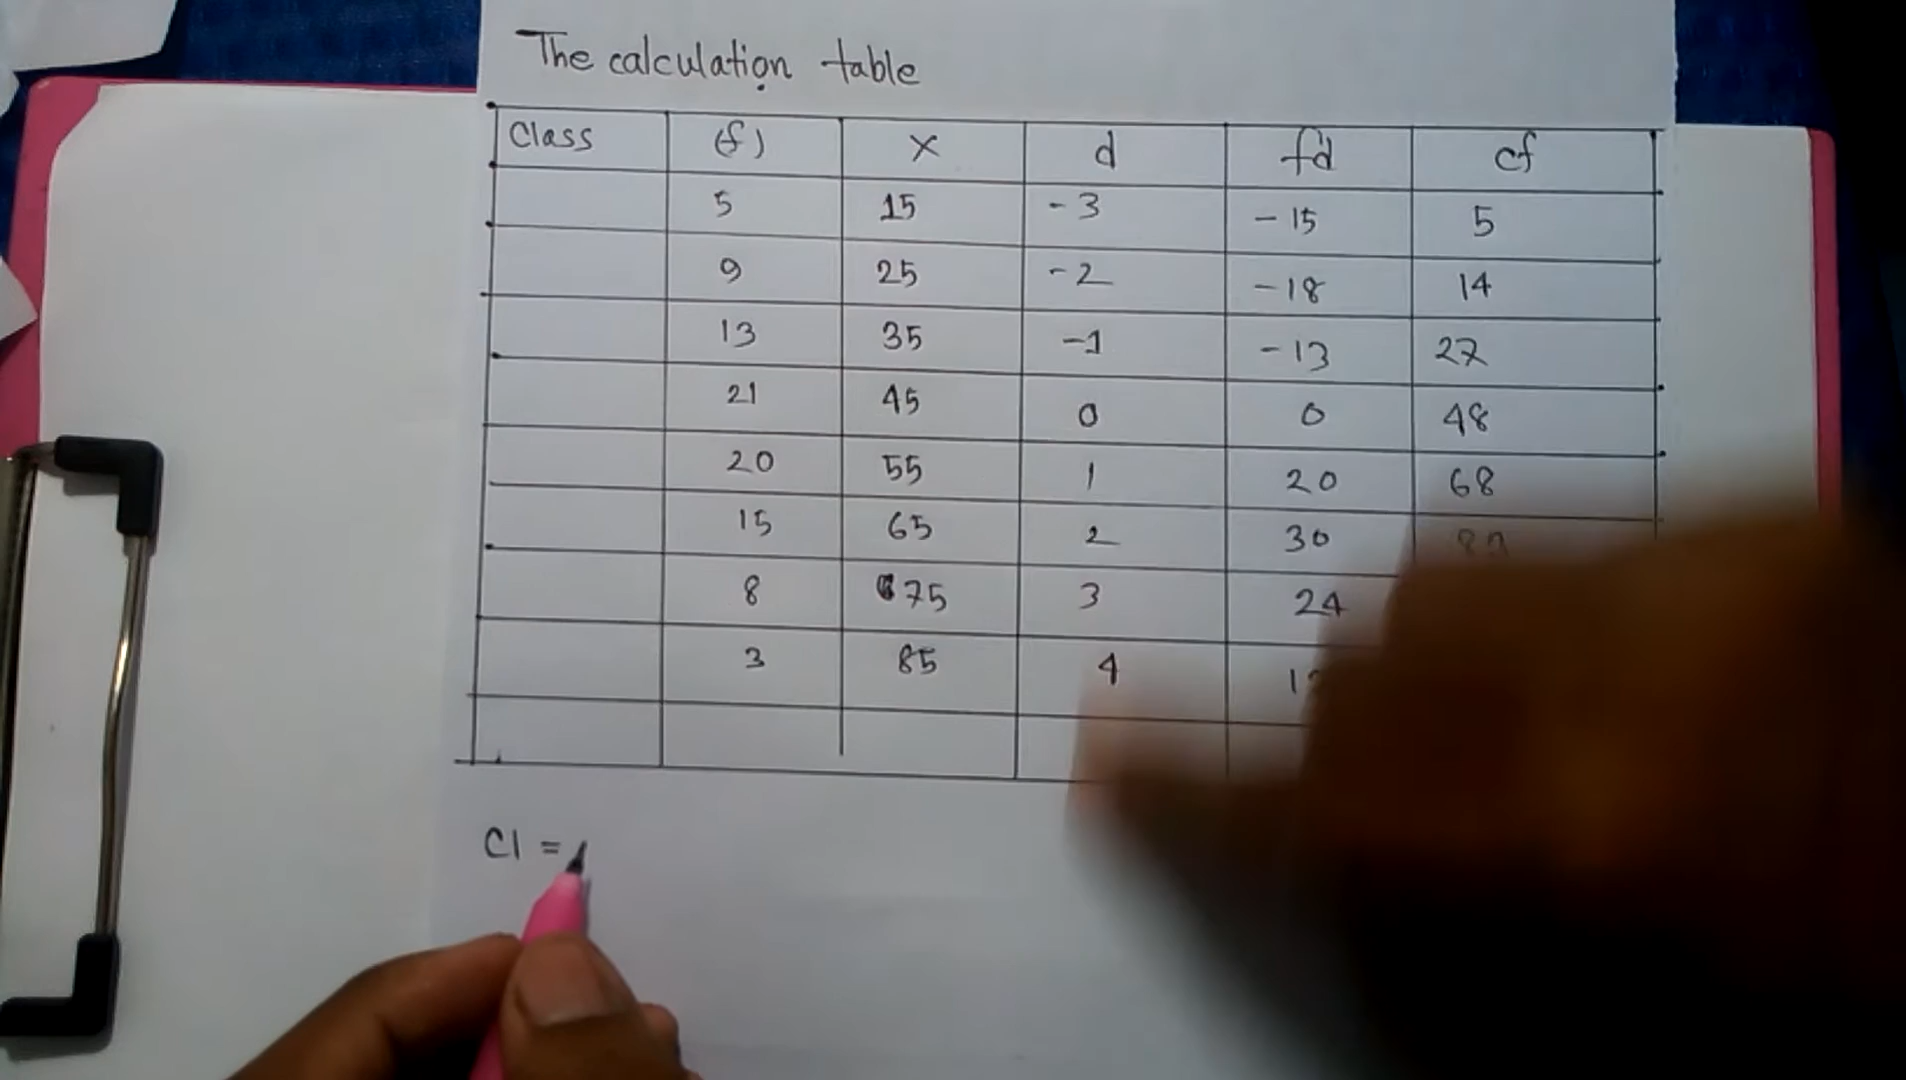 The calculation table
Class (f) x d fd cf
5 15 -3 -15 5
9 25 -2 -18 14
13 35 -1 -13 27
21 45 0 0 48
20 55 1 20 68
15 65 2 30
8 75 3 24
3 85 4
CI =